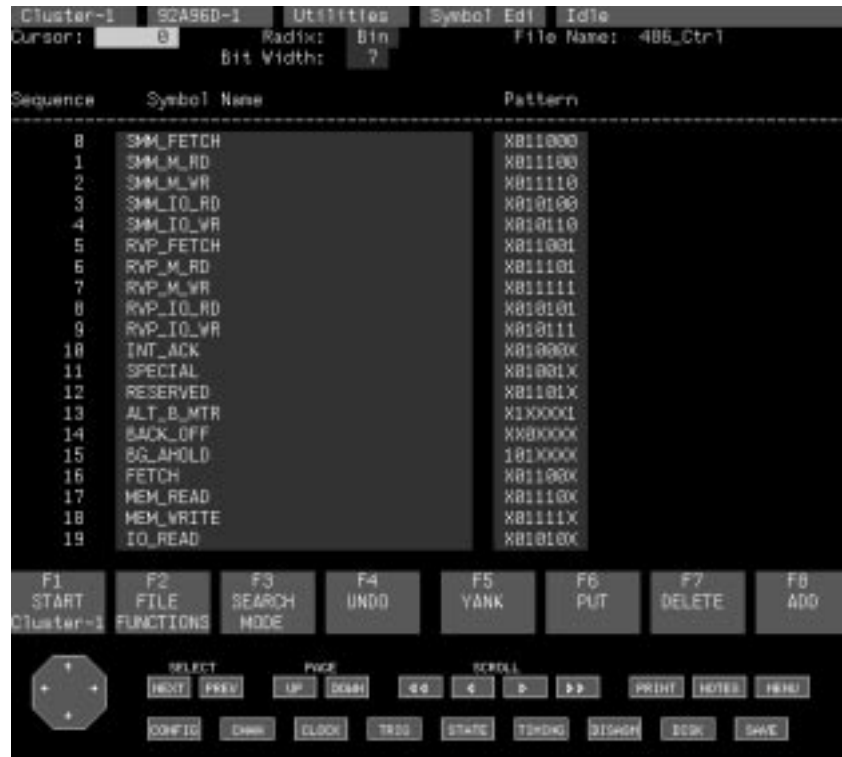 Cluster-1 92A96D-1 Utilities Symbol Edi Idle
Cursor: 0 Radix: Bin File Name: 486_Ctrl
Bit Width: 7
Sequence Symbol Name Pattern
0 SMM_FETCH X011000
1 SMM_M_RD X011100
2 SMM_M_WR X011110
3 SMM_IO_RD X010100
4 SMM_IO_WR X010110
5 RVP_FETCH X011001
6 RVP_M_RD X011101
7 RVP_M_WR X011111
8 RVP_IO_RD X010101
9 RVP_IO_WR X010111
10 INT_ACK X01000X
11 SPECIAL X01001X
12 RESERVED X01101X
13 ALT_B_MTR X1XXXX1
14 BACK_OFF XX0XXXX
15 BG_AHOLD 101XXXX
16 FETCH X01100X
17 MEM_READ X01110X
18 MEM_WRITE X01111X
19 IO_READ X01010X
F1 F2 F3 F4 F5 F6 F7 F8
START FILE SEARCH UNDO YANK PUT DELETE ADD
Cluster-1 FUNCTIONS MODE
SELECT PAGE SCROLL
NEXT PREV UP DOWN PRINT NOTES MENU
CONFIG CHAN CLOCK TRIG STATE TIMING DISASM DISK SAVE